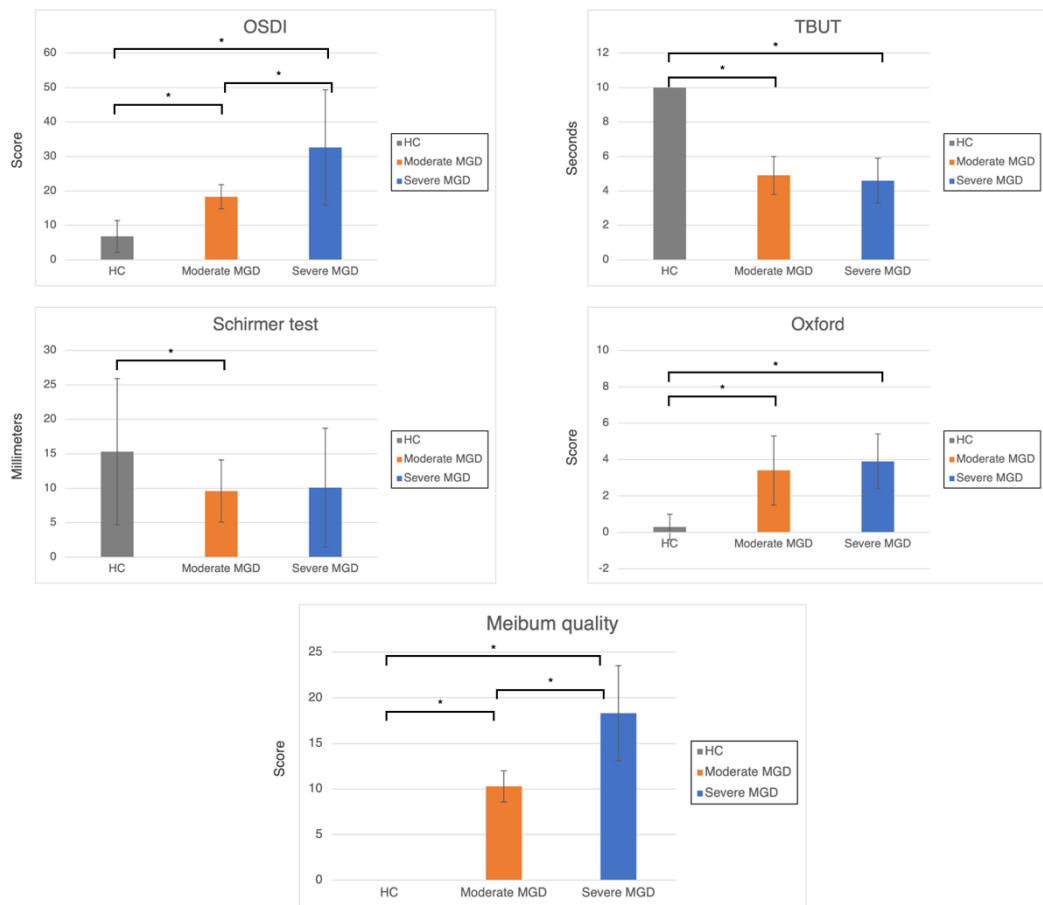 OSDI
60
50
40
30
20
10
0
Score
*
*
*
HC
Moderate MGD
Severe MGD
HC
Moderate MGD
Severe MGD
TBUT
12
10
8
6
4
2
0
Seconds
*
*
HC
Moderate MGD
Severe MGD
HC
Moderate MGD
Severe MGD
Schirmer test
30
25
20
15
10
5
0
Millimeters
*
HC
Moderate MGD
Severe MGD
HC
Moderate MGD
Severe MGD
Oxford
10
8
6
4
2
0
-2
Score
*
*
HC
Moderate MGD
Severe MGD
HC
Moderate MGD
Severe MGD
Meibum quality
25
20
15
10
5
0
Score
*
*
*
HC
Moderate MGD
Severe MGD
HC
Moderate MGD
Severe MGD